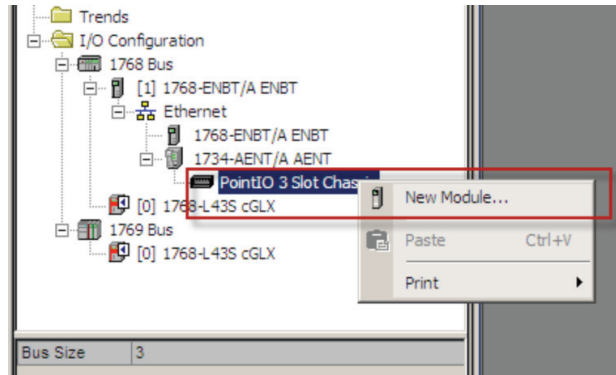 Trends
I/O Configuration
1768 Bus
[1] 1768-ENBT/A ENBT
Ethernet
1768-ENBT/A ENBT
1734-AENT/A AENT
PointIO 3 Slot Chassis
[0] 1768-L43S cGLX
1769 Bus
[0] 1768-L43S cGLX
New Module...
Paste Ctrl+V
Print
Bus Size 3